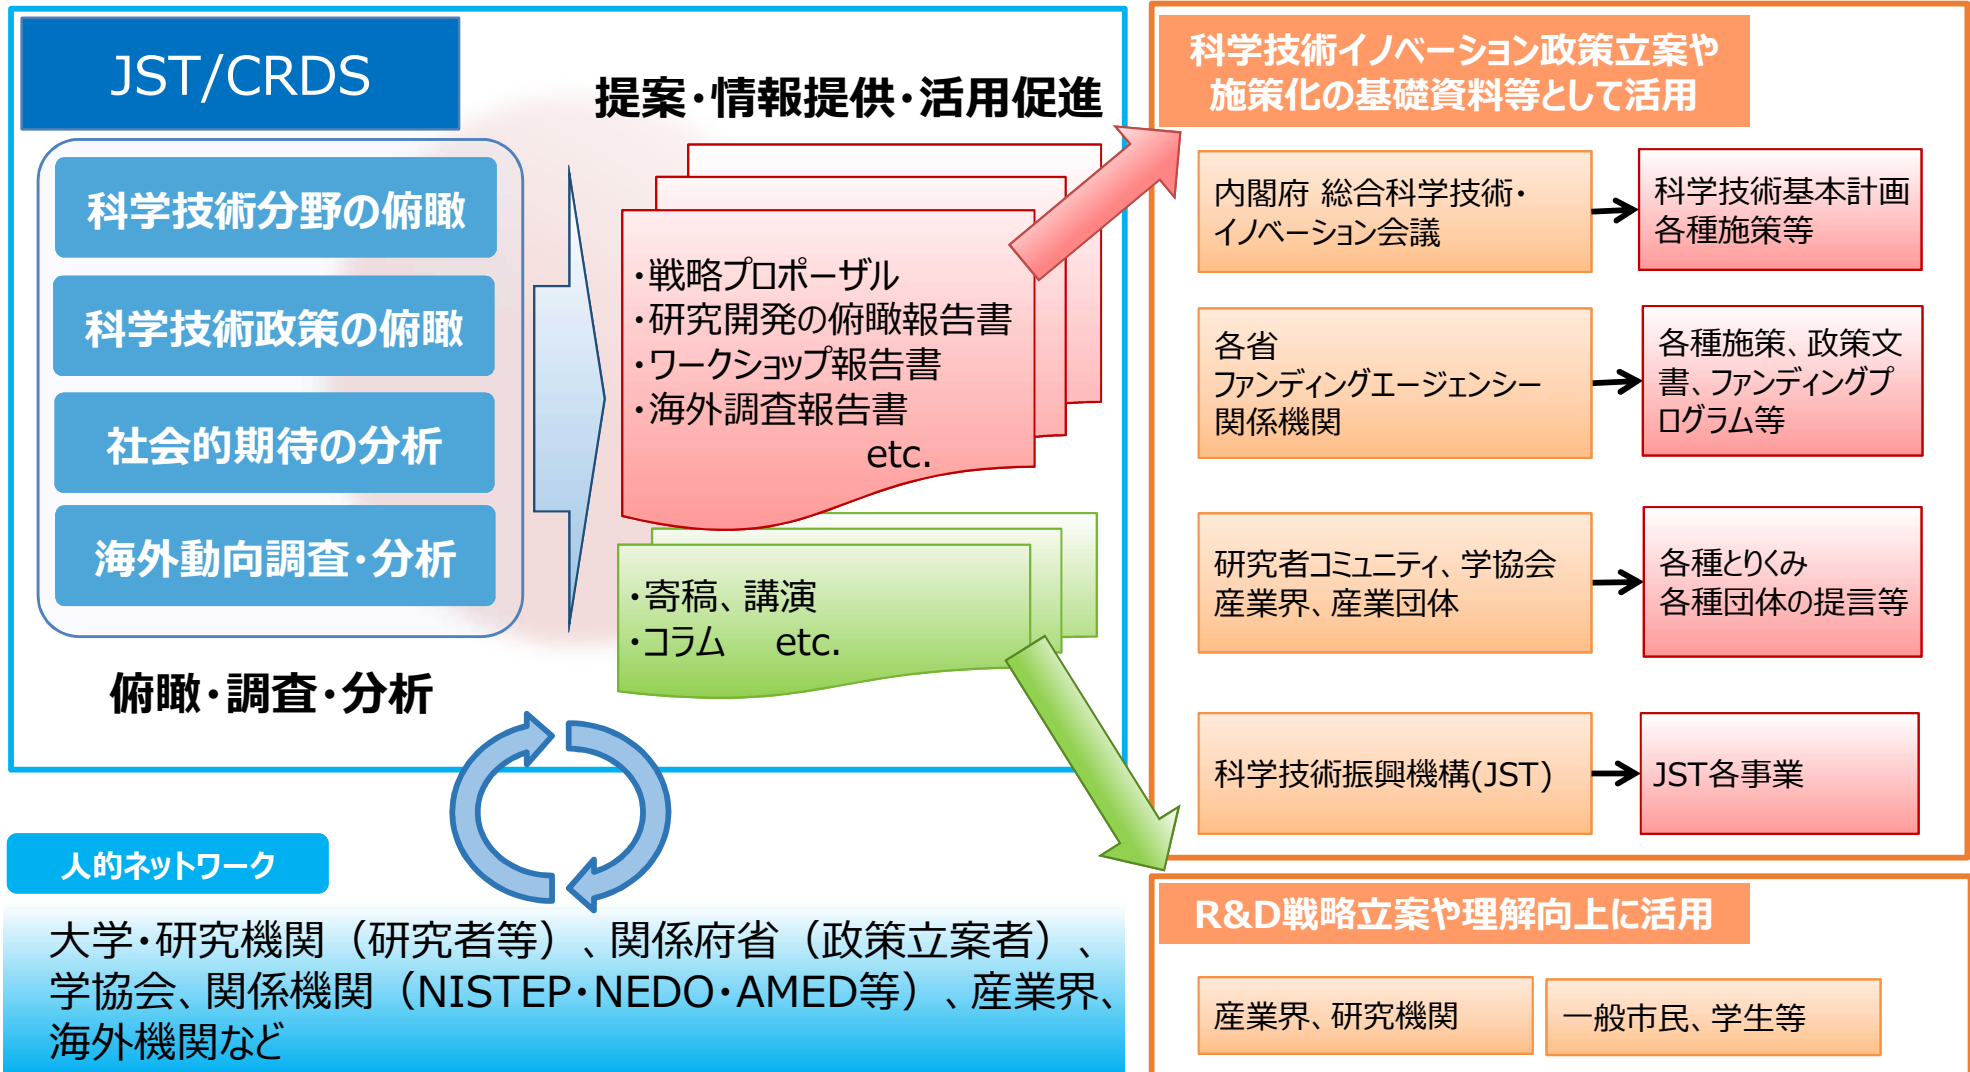 JST/CRDS
科学技術分野の俯瞰
科学技術政策の俯瞰
社会的期待の分析
海外動向調査・分析
俯瞰・調査・分析
提案・情報提供・活用促進
・戦略プロポーザル
・研究開発の俯瞰報告書
・ワークショップ報告書
・海外調査報告書
etc.
・寄稿、講演
・コラム etc.
人的ネットワーク
大学・研究機関（研究者等）、関係府省（政策立案者）、
学協会、関係機関（NISTEP・NEDO・AMED等）、産業界、
海外機関など
科学技術イノベーション政策立案や
施策化の基礎資料等として活用
内閣府 総合科学技術・
イノベーション会議
科学技術基本計画
各種施策等
各省
ファンディングエージェンシー
関係機関
各種施策、政策文
書、ファンディングプ
ログラム等
研究者コミュニティ、学協会
産業界、産業団体
各種とりくみ
各種団体の提言等
科学技術振興機構(JST)
JST各事業
R&D戦略立案や理解向上に活用
産業界、研究機関
一般市民、学生等